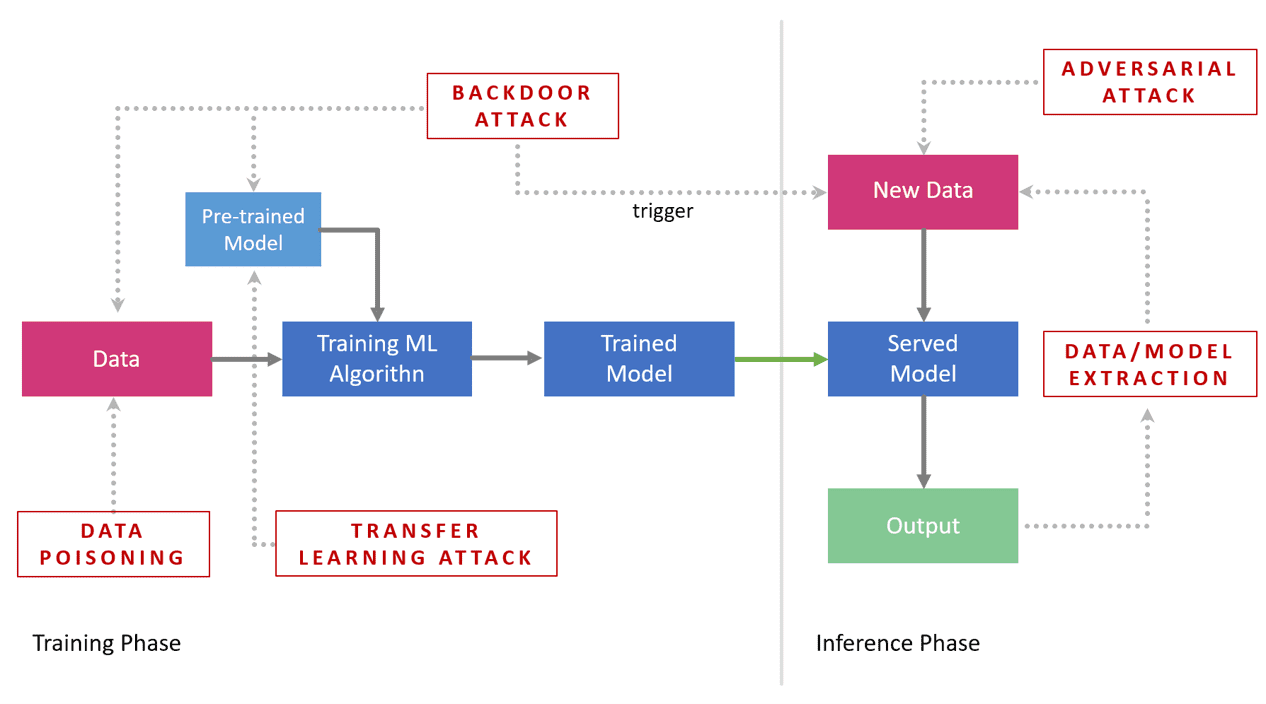 BACKDOOR
ATTACK
ADVERSARIAL
ATTACK
Pre-trained
Model
trigger
New Data
Data
Training ML
Algorithn
Trained
Model
Served
Model
DATA/MODEL
EXTRACTION
DATA
POISONING
TRANSFER
LEARNING ATTACK
Output
Training Phase
Inference Phase